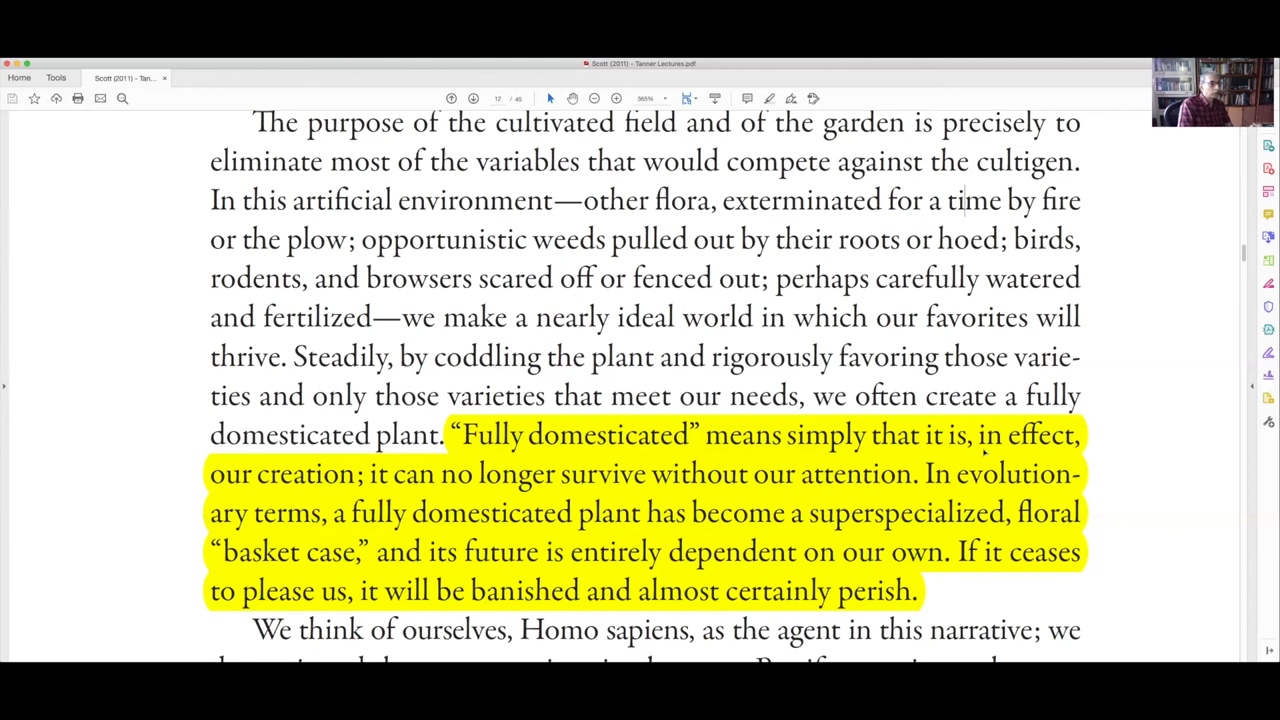 Scott (2011) - Tanner Lectures.pdf
Home Tools Scott (2011) - Tan... ×
12 / 45 365%
The purpose of the cultivated field and of the garden is precisely to
eliminate most of the variables that would compete against the cultigen.
In this artificial environment—other flora, exterminated for a time by fire
or the plow; opportunistic weeds pulled out by their roots or hoed; birds,
rodents, and browsers scared off or fenced out; perhaps carefully watered
and fertilized—we make a nearly ideal world in which our favorites will
thrive. Steadily, by coddling the plant and rigorously favoring those varie-
ties and only those varieties that meet our needs, we often create a fully
domesticated plant. “Fully domesticated” means simply that it is, in effect,
our creation; it can no longer survive without our attention. In evolution-
ary terms, a fully domesticated plant has become a superspecialized, floral
“basket case,” and its future is entirely dependent on our own. If it ceases
to please us, it will be banished and almost certainly perish.
We think of ourselves, Homo sapiens, as the agent in this narrative; we